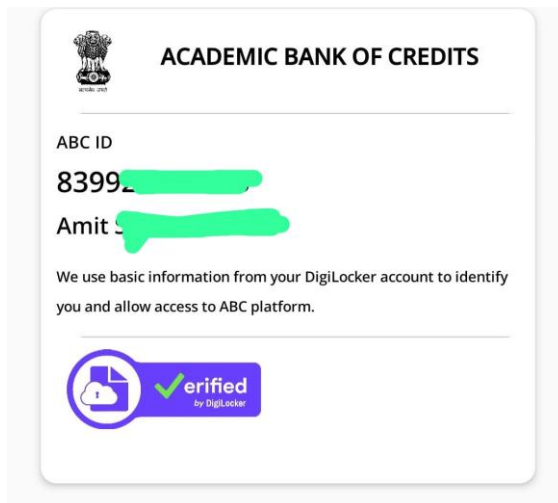 ACADEMIC BANK OF CREDITS
ABC ID
8399
Amit
We use basic information from your DigiLocker account to identify
you and allow access to ABC platform.
erified
by DigiLocker